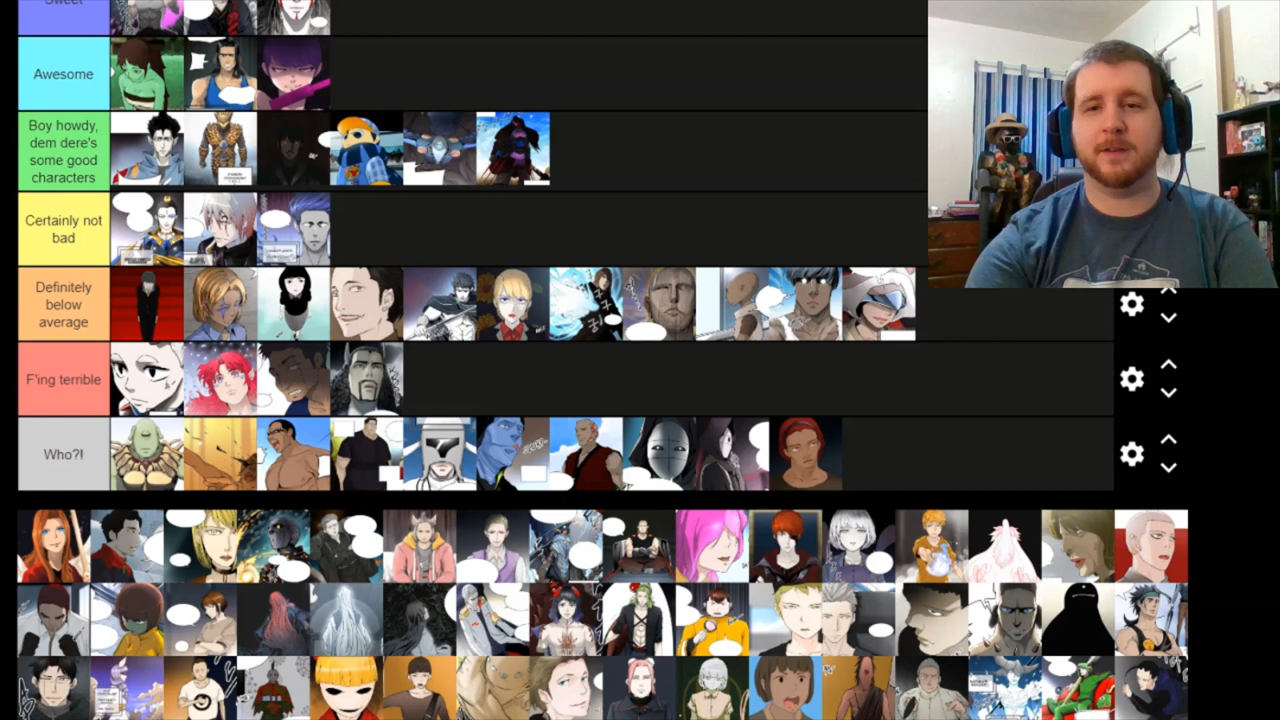 Sweet
Awesome
Boy howdy,
dem dere's
some good
characters
Certainly not
bad
Definitely
below
average
F'ing terrible
Who?!